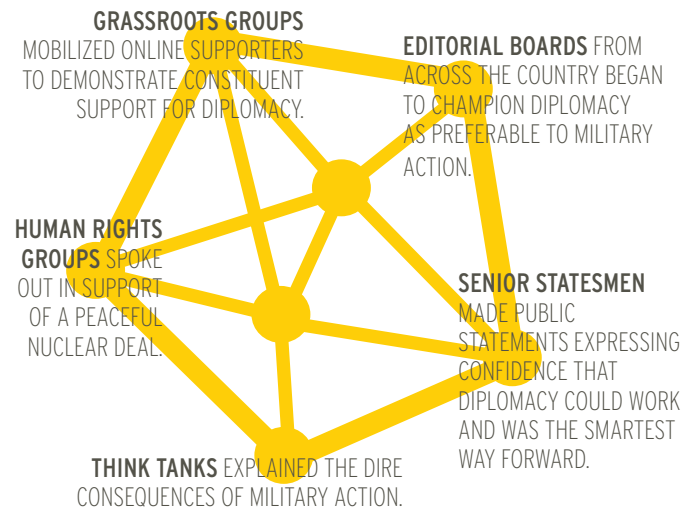 GRASSROOTS GROUPS
MOBILIZED ONLINE SUPPORTERS
TO DEMONSTRATE CONSTITUENT
SUPPORT FOR DIPLOMACY.
EDITORIAL BOARDS FROM
ACROSS THE COUNTRY BEGAN
TO CHAMPION DIPLOMACY
AS PREFERABLE TO MILITARY
ACTION.
HUMAN RIGHTS
GROUPS SPOKE
OUT IN SUPPORT
OF A PEACEFUL
NUCLEAR DEAL.
SENIOR STATESMEN
MADE PUBLIC
STATEMENTS EXPRESSING
CONFIDENCE THAT
DIPLOMACY COULD WORK
AND WAS THE SMARTEST
WAY FORWARD.
THINK TANKS EXPLAINED THE DIRE
CONSEQUENCES OF MILITARY ACTION.